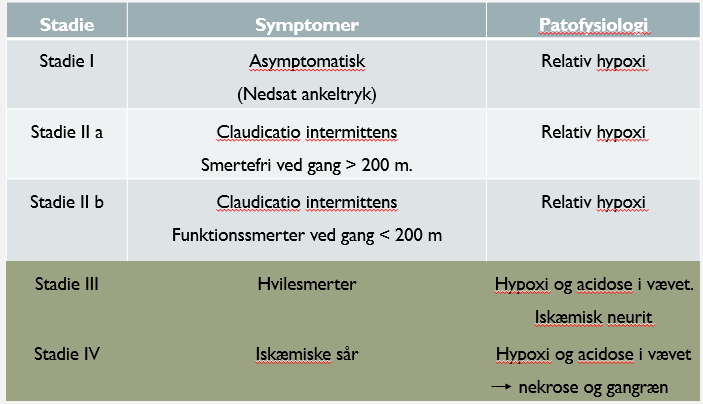 Stadie Symptomer Patofysiologi
Stadie I Asymptomatisk Relativ hypoxi
(Nedsat ankeltryk)
Stadie II a Claudicatio intermittens Relativ hypoxi
Smertefri ved gang > 200 m.
Stadie II b Claudicatio intermittens Relativ hypoxi
Funktionssmerter ved gang < 200 m
Stadie III Hvilesmerter Hypoxi og acidose i vævet.
Iskæmisk neurit
Stadie IV Iskæmiske sår Hypoxi og acidose i vævet
→ nekrose og gangræn